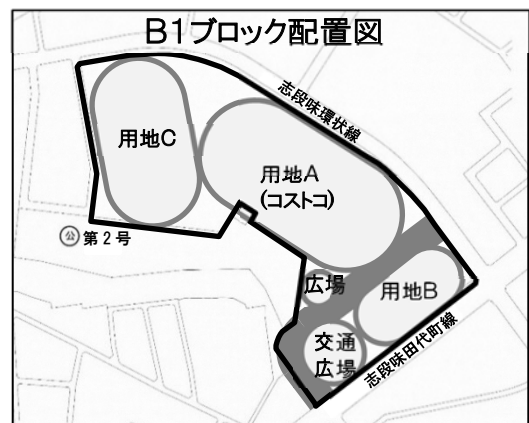 B1ブロック配置図
志段味環状線
用地C
用地A
(コストコ)
公 第2号
広場
用地B
交通
広場
志段味田代町線